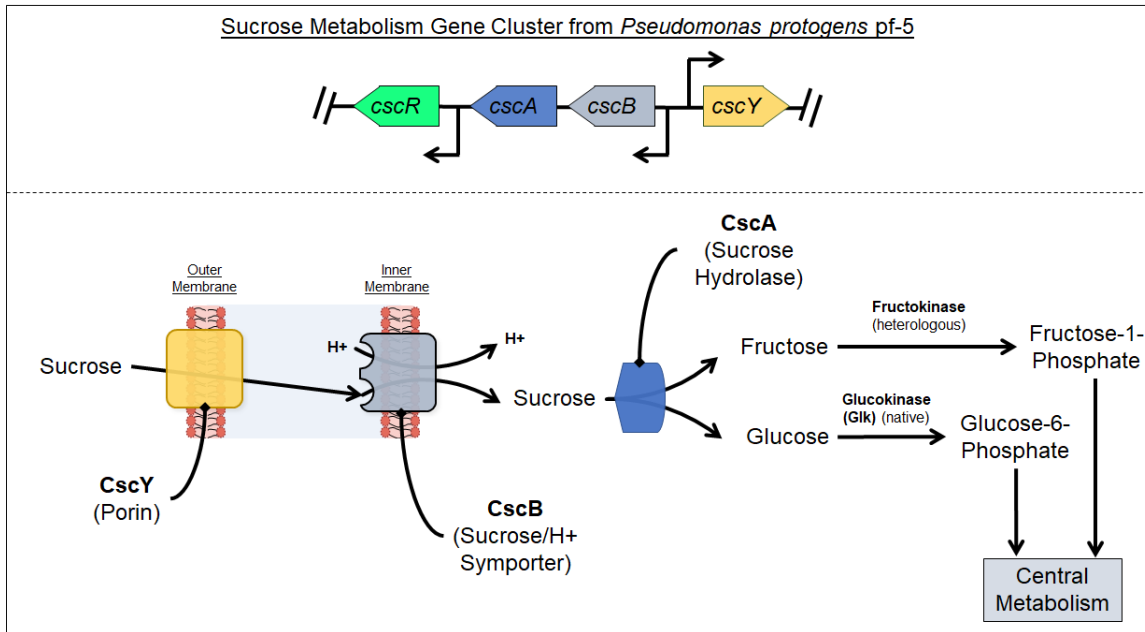 Sucrose Metabolism Gene Cluster from Pseudomonas protogens pf-5
cscR
cscA
cscB
cscY
CscA
(Sucrose
Hydrolase)
Outer
Membrane
Inner
Membrane
Sucrose
H+
H+
Sucrose
Fructose
Fructokinase
(heterologous)
Fructose-1-
Phosphate
Glucose
Glucokinase
(Glk) (native)
Glucose-6-
Phosphate
CscY
(Porin)
CscB
(Sucrose/H+
Symporter)
Central
Metabolism